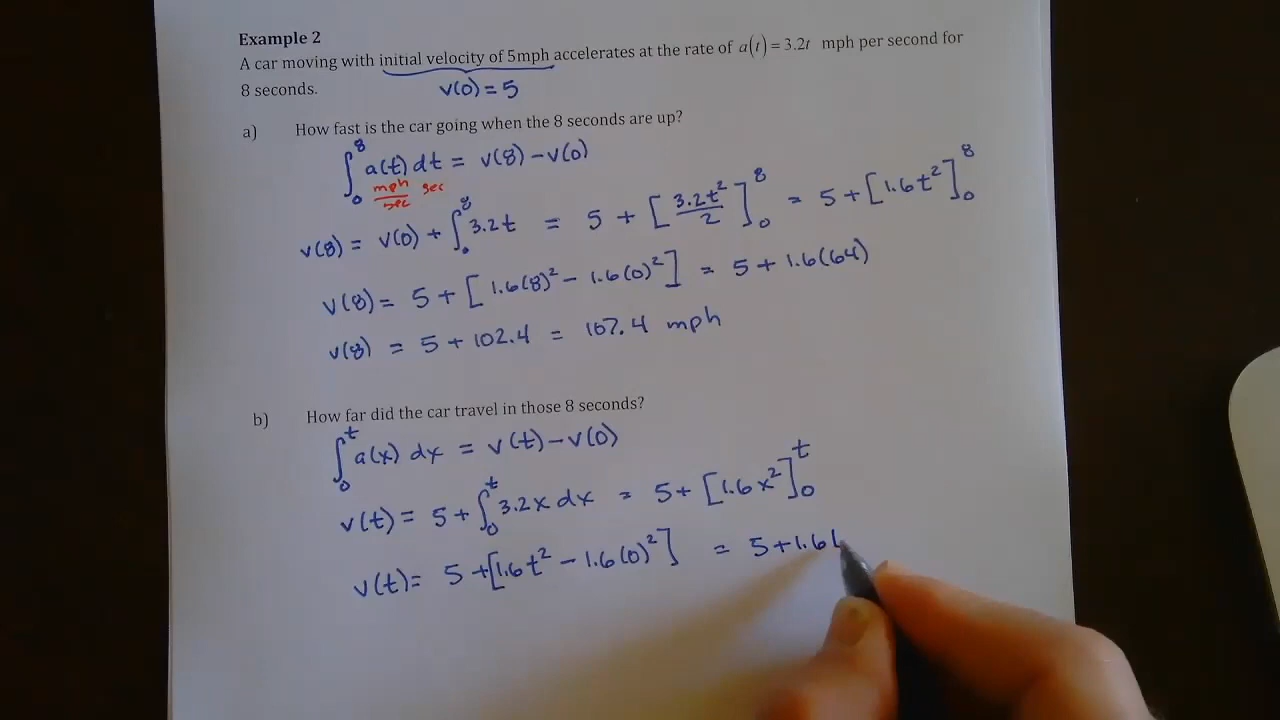 Example 2
A car moving with initial velocity of 5mph accelerates at the rate of a(t) = 3.2t mph per second for
8 seconds.
v(0) = 5
a) How fast is the car going when the 8 seconds are up?
∫₀⁸ a(t) dt = v(8) - v(0)
mph/sec sec
v(8) = v(0) + ∫₀⁸ 3.2t = 5 + [3.2t²/2]₀⁸ = 5 + [1.6t²]₀⁸
v(8) = 5 + [1.6(8)² - 1.6(0)²] = 5 + 1.6(64)
v(8) = 5 + 102.4 = 107.4 mph
b) How far did the car travel in those 8 seconds?
∫₀ᵗ a(x) dx = v(t) - v(0)
v(t) = 5 + ∫₀ᵗ 3.2x dx = 5 + [1.6x²]₀ᵗ
v(t) = 5 + [1.6t² - 1.6(0)²] = 5 + 1.6